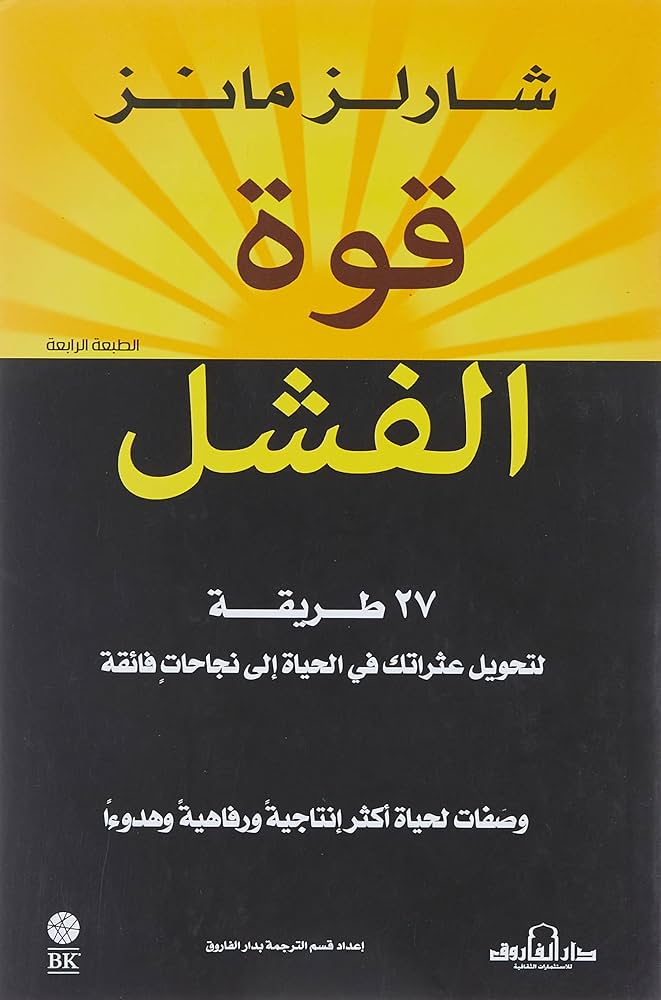 شارلز مانز
قوة
الطبعة الرابعة
الفشل
٢٧ طريقة
لتحويل عثراتك في الحياة إلى نجاحاتٍ فائقة
وصَفات لحياة أكثر إنتاجيةً ورفاهيةً وهدوءاً
إعداد قسم الترجمة بدار الفاروق
دار الفاروق
للاستثمارات الثقافية
BK